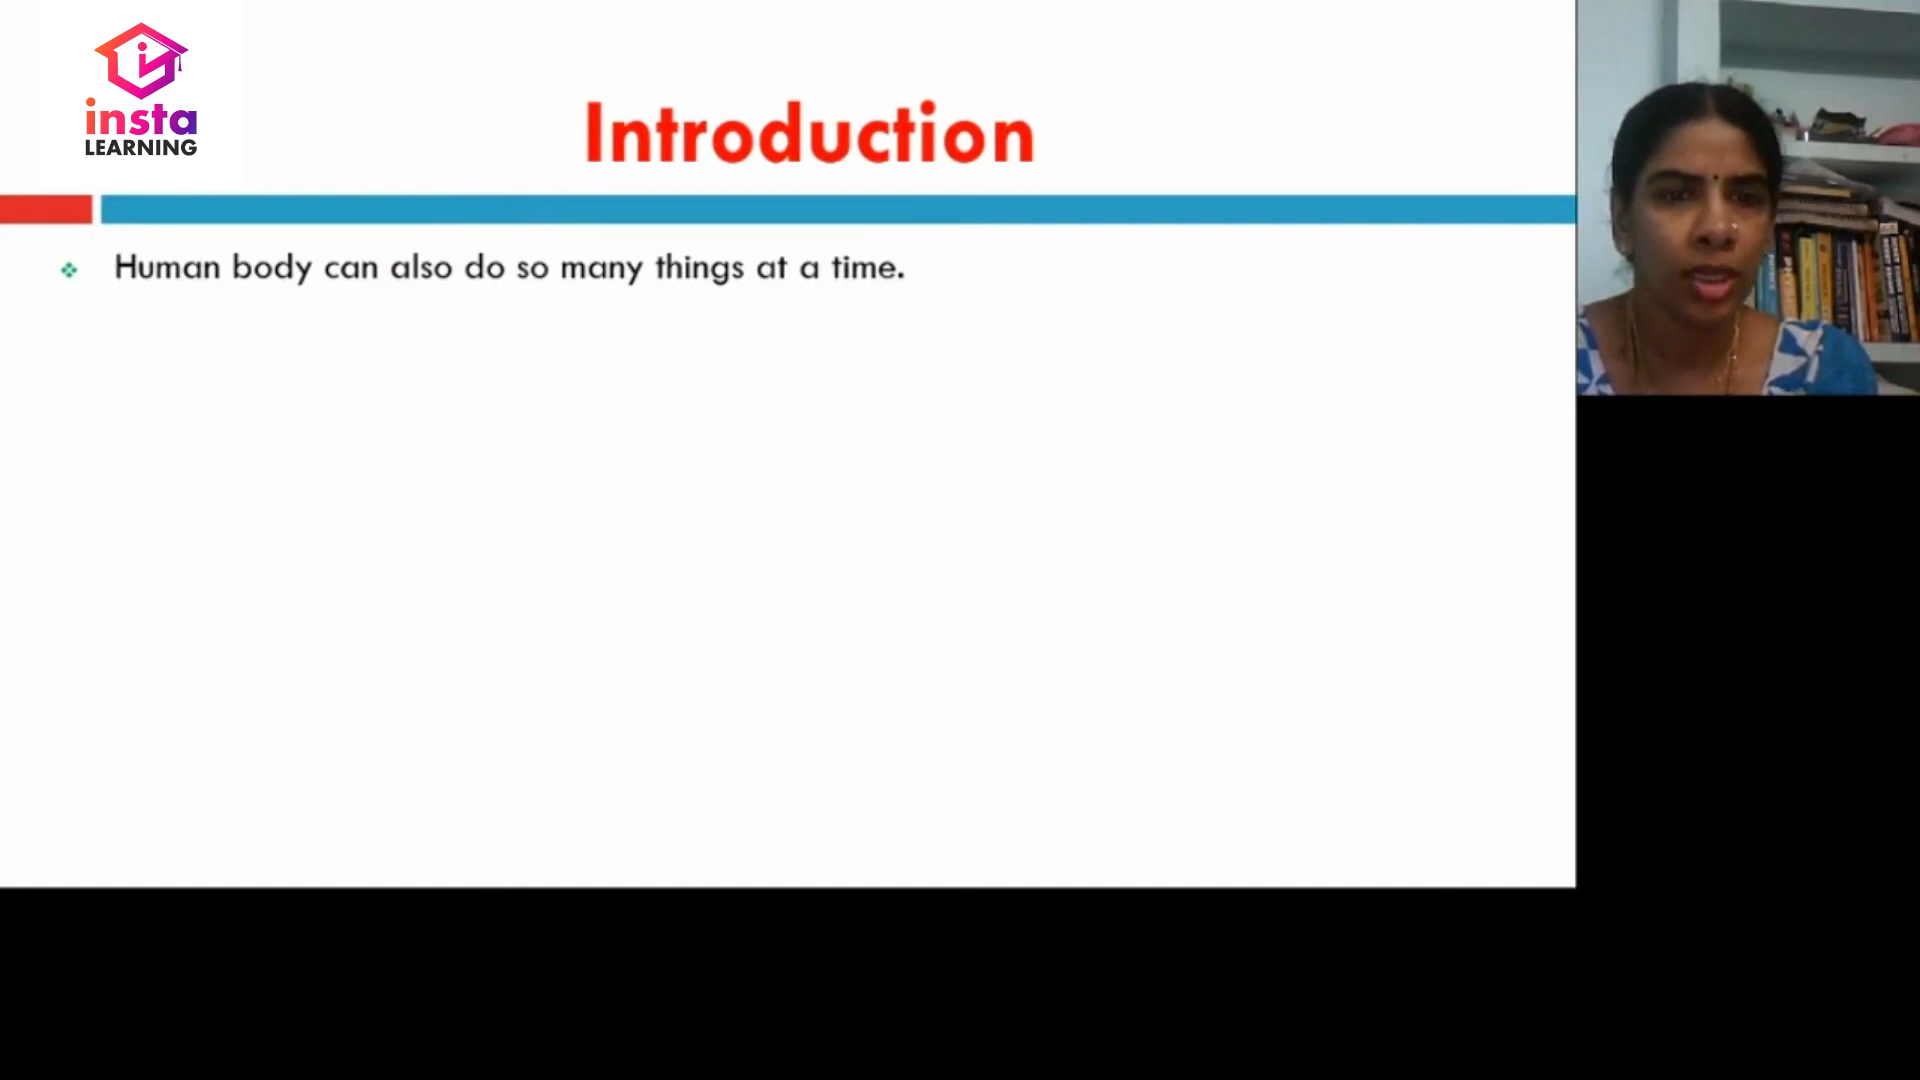 insta
LEARNING
Introduction
Human body can also do so many things at a time.